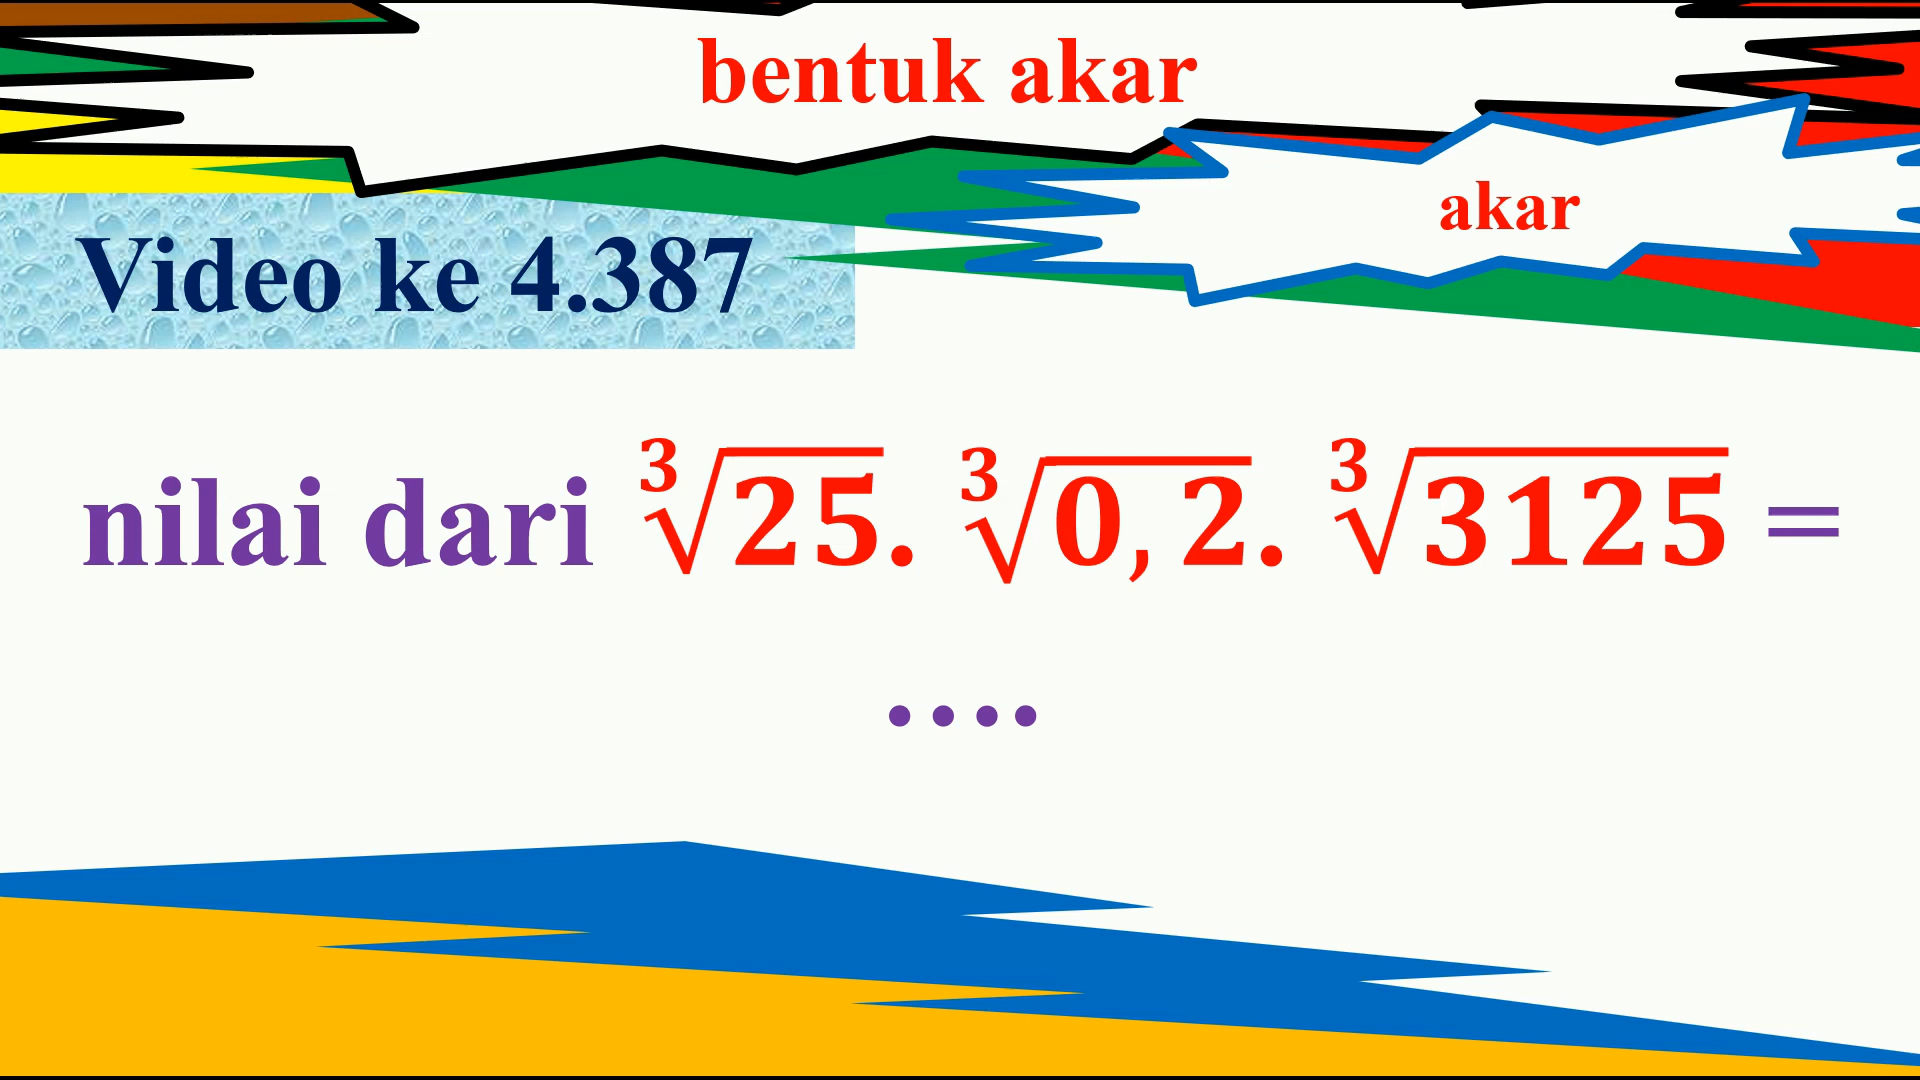 bentuk akar
akar
Video ke 4.387
nilai dari ∛25. ∛0,2. ∛3125 =
....